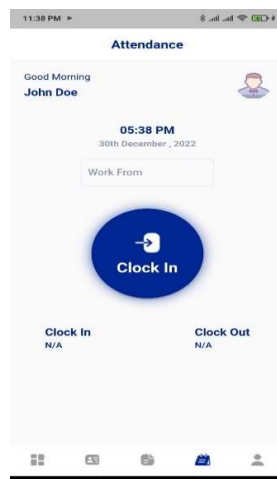 11:38 PM
Attendance
Good Morning
John Doe
05:38 PM
30th December , 2022
Work From
Clock In
Clock In
Clock Out
N/A
N/A